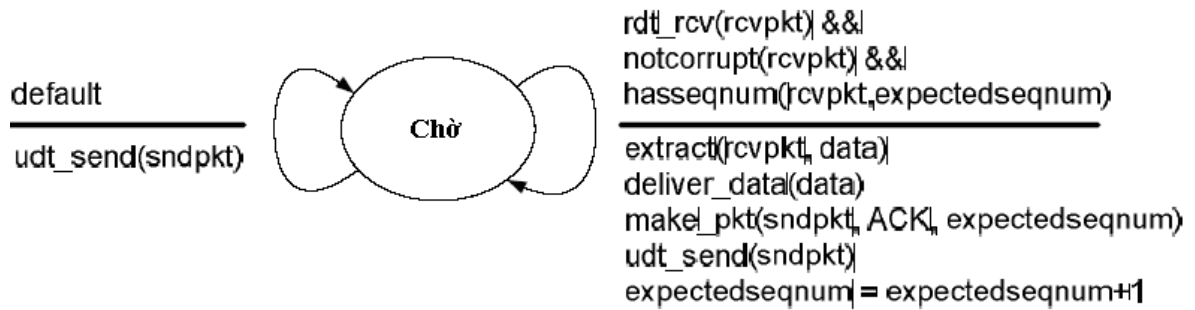 default
udt_send(sndpkt)
Chờ
rdt_rcv(rcvpkt) &&
notcorrupt(rcvpkt) &&
hasseqnum(rcvpkt,expectedseqnum)
extract(rcvpkt, data)
deliver_data(data)
make_pkt(sndpkt, ACK, expectedseqnum)
udt_send(sndpkt)
expectedseqnum = expectedseqnum+1